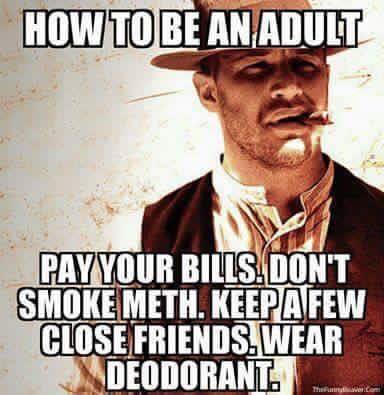 HOW TO BE AN ADULT
PAY YOUR BILLS. DON'T
SMOKE METH. KEEP A FEW
CLOSE FRIENDS. WEAR
DEODORANT.
TheFunnyBeaver.Com